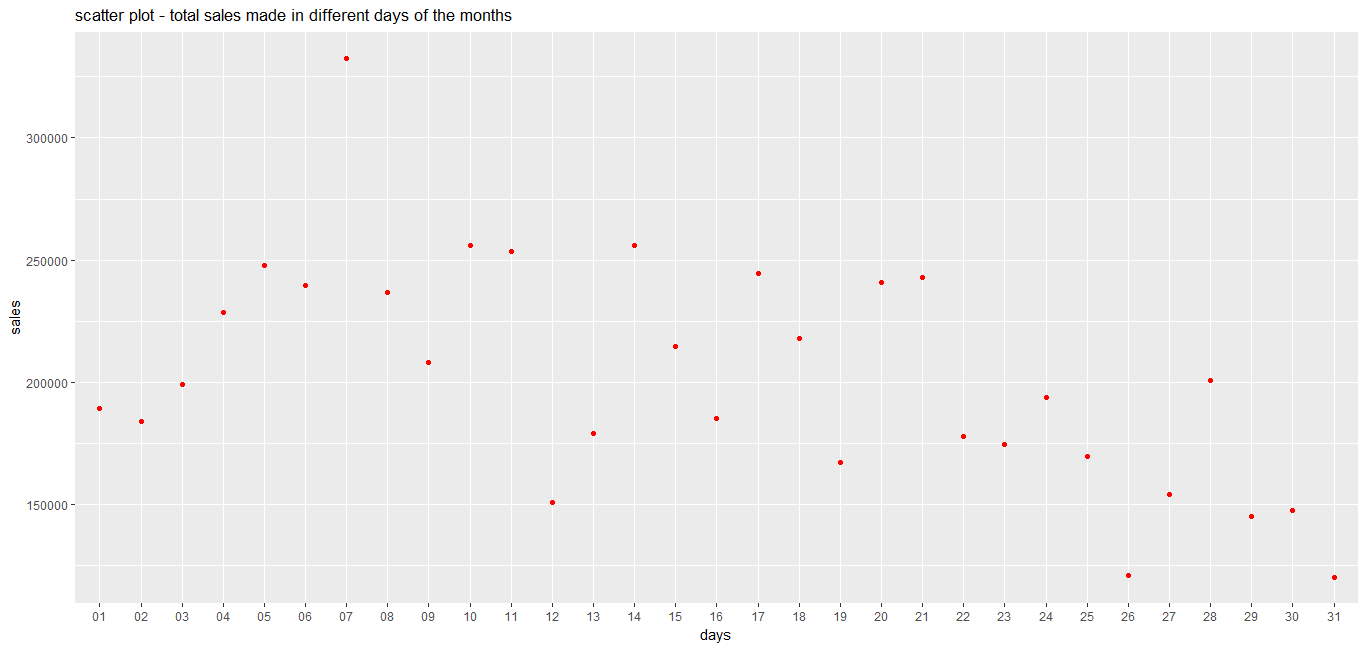 scatter plot - total sales made in different days of the months
300000
250000
200000
150000
sales
01 02 03 04 05 06 07 08 09 10 11 12 13 14 15 16 17 18 19 20 21 22 23 24 25 26 27 28 29 30 31
days